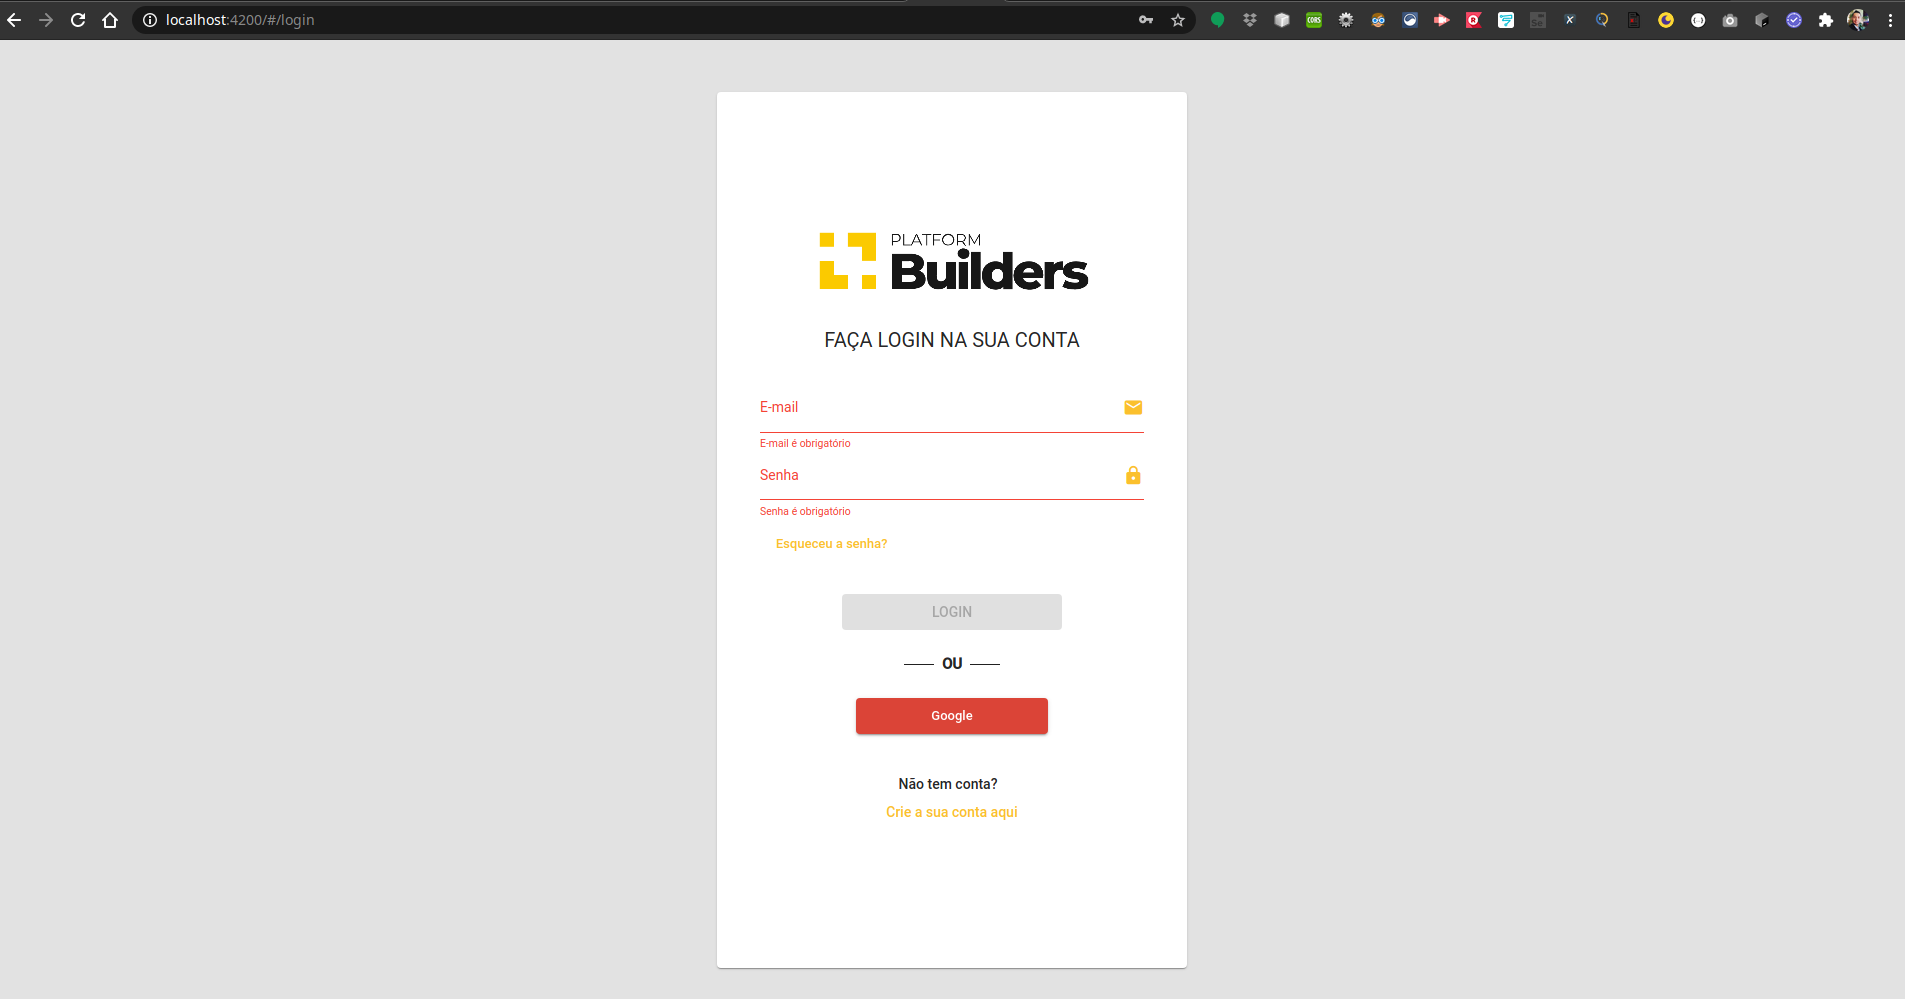 localhost:4200/#/login
CORS
PLATFORM
Builders
FAÇA LOGIN NA SUA CONTA
E-mail
E-mail é obrigatório
Senha
Senha é obrigatório
Esqueceu a senha?
LOGIN
OU
Google
Não tem conta?
Crie a sua conta aqui